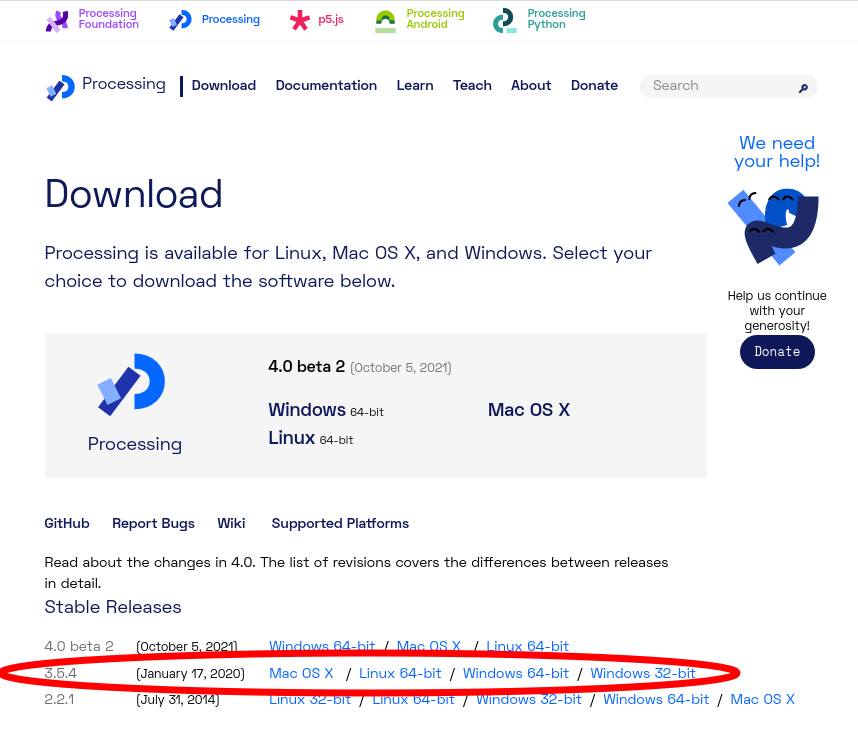 Processing Foundation
Processing
p5.js
Processing Android
Processing Python
Processing
Download Documentation Learn Teach About Donate
Search
We need
your help!
Download
Processing is available for Linux, Mac OS X, and Windows. Select your
choice to download the software below.
Help us continue
with your
generosity!
Donate
Processing
4.0 beta 2 (October 5, 2021)
Windows 64-bit
Mac OS X
Linux 64-bit
GitHub Report Bugs Wiki Supported Platforms
Read about the changes in 4.0. The list of revisions covers the differences between releases
in detail.
Stable Releases
4.0 beta 2 (October 5, 2021) Windows 64-bit / Mac OS X / Linux 64-bit
3.5.4 (January 17, 2020) Mac OS X / Linux 64-bit / Windows 64-bit / Windows 32-bit
2.2.1 (July 31, 2014) Linux 32-bit / Linux 64-bit / Windows 32-bit / Windows 64-bit / Mac OS X